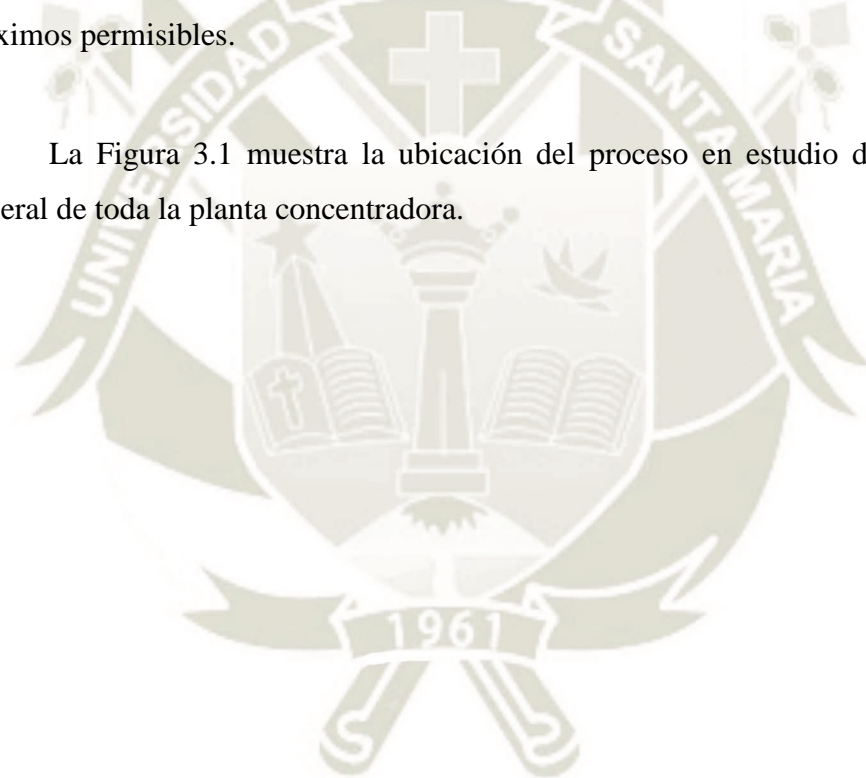 ximos permisibles.
La Figura 3.1 muestra la ubicación del proceso en estudio d
eral de toda la planta concentradora.
UNIVERSIDAD
SANTA MARIA
1961